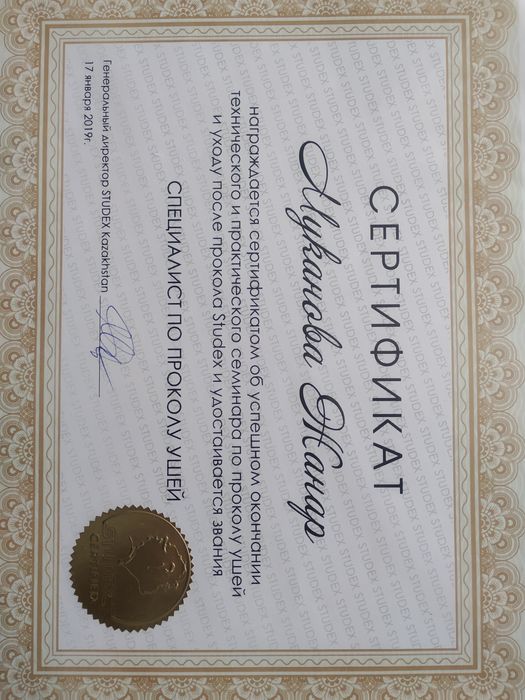 СЕРТИФИКАТ
Муканова Жанар
награждается сертификатом об успешном окончании
технического и практического семинара по проколу ушей
и уходу после прокола Studex и удостаивается звания
СПЕЦИАЛИСТ ПО ПРОКОЛУ УШЕЙ
Генеральный директор STUDEX Kazakhstan
17 января 2019г.